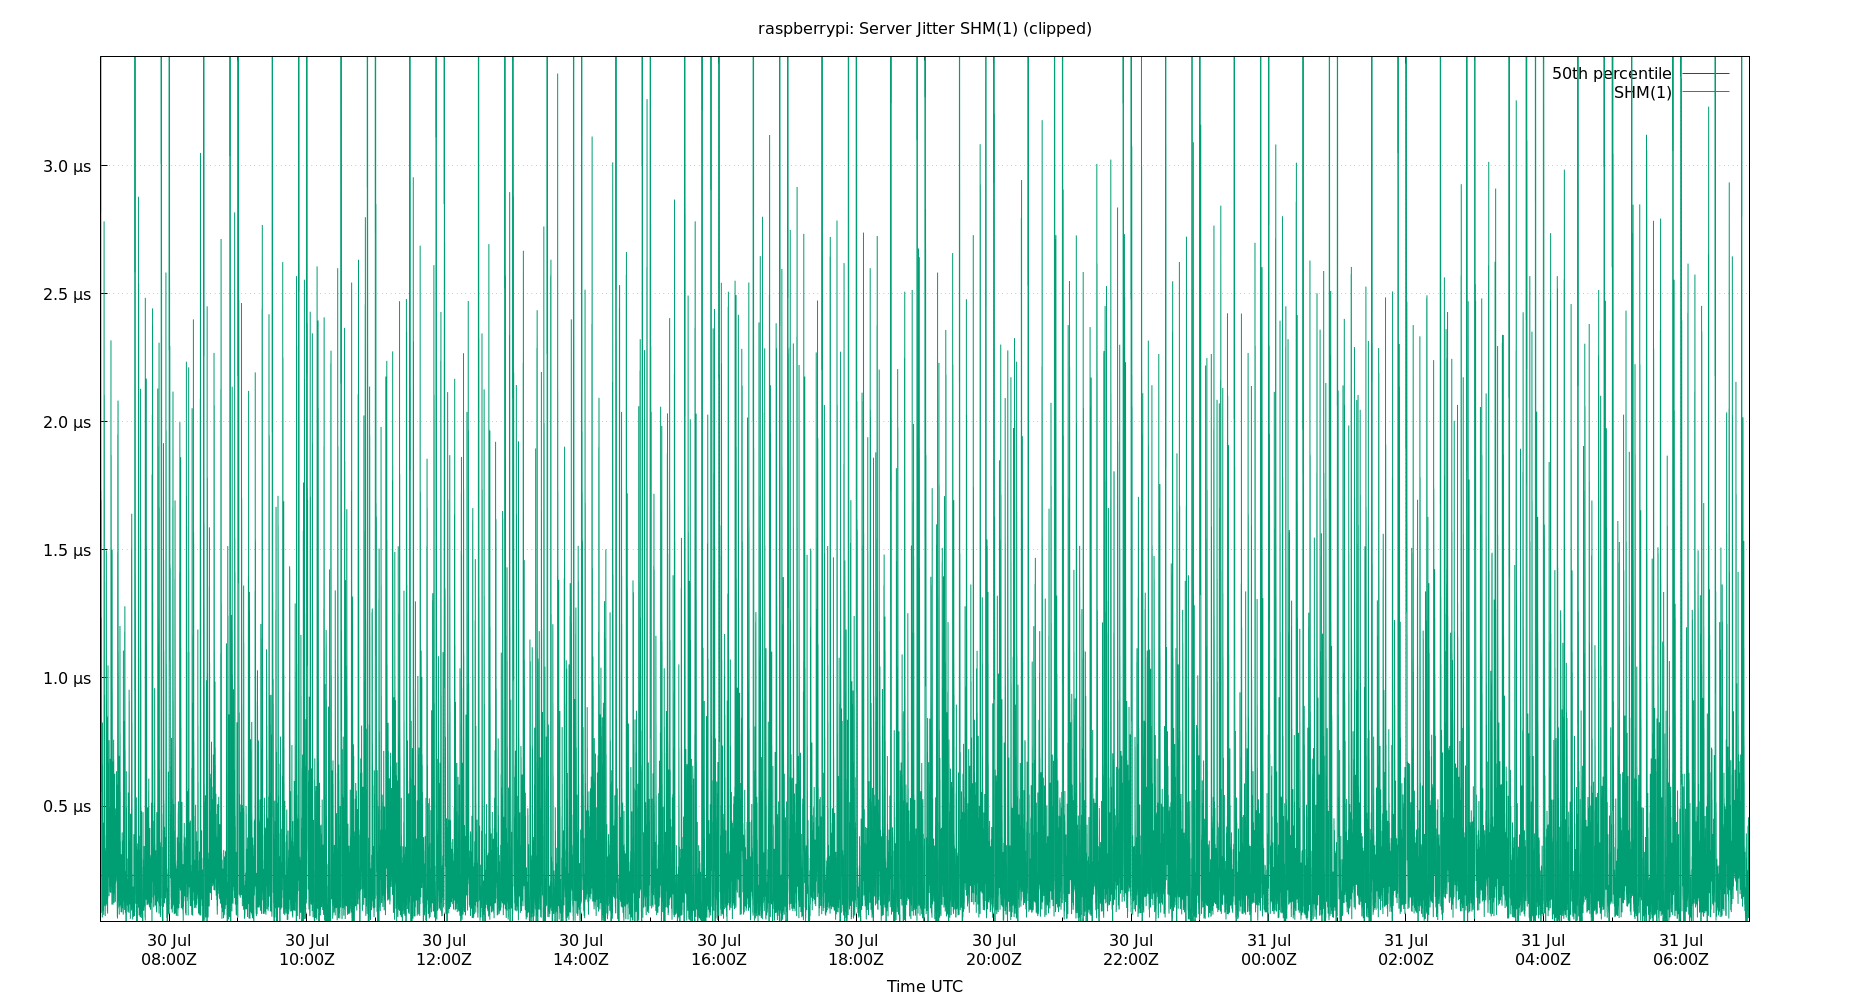 raspberrypi: Server Jitter SHM(1) (clipped)
50th percentile
SHM(1)
3.0 µs
2.5 µs
2.0 µs
1.5 µs
1.0 µs
0.5 µs
30 Jul 30 Jul 30 Jul 30 Jul 30 Jul 30 Jul 30 Jul 30 Jul 31 Jul 31 Jul 31 Jul 31 Jul
08:00Z 10:00Z 12:00Z 14:00Z 16:00Z 18:00Z 20:00Z 22:00Z 00:00Z 02:00Z 04:00Z 06:00Z
Time UTC